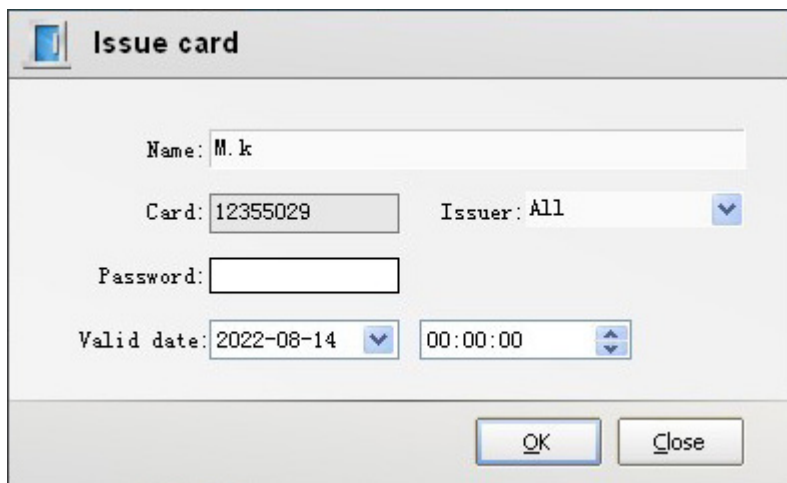 Issue card
Name: M.k
Card: 12355029 Issuer: All
Password:
Valid date: 2022-08-14 00:00:00
OK Close